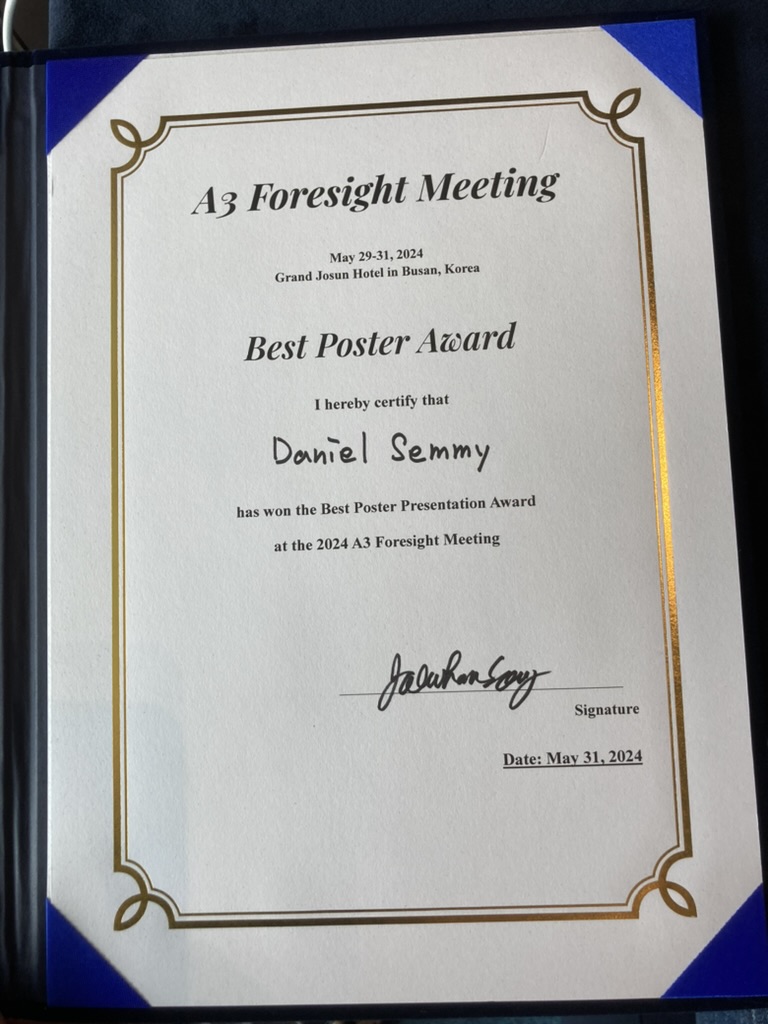 A3 Foresight Meeting
May 29-31, 2024
Grand Josun Hotel in Busan, Korea
Best Poster Award
I hereby certify that
Daniel Semmy
has won the Best Poster Presentation Award
at the 2024 A3 Foresight Meeting
Signature
Date: May 31, 2024